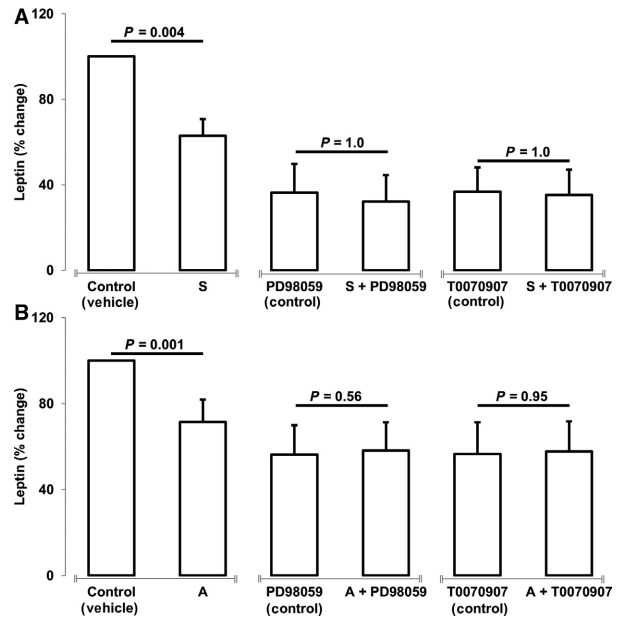 A
120
80
40
0
Leptin (% change)
P = 0.004
P = 1.0
P = 1.0
Control (vehicle)
S
PD98059 (control)
S + PD98059
T0070907 (control)
S + T0070907
B
120
80
40
0
Leptin (% change)
P = 0.001
P = 0.56
P = 0.95
Control (vehicle)
A
PD98059 (control)
A + PD98059
T0070907 (control)
A + T0070907